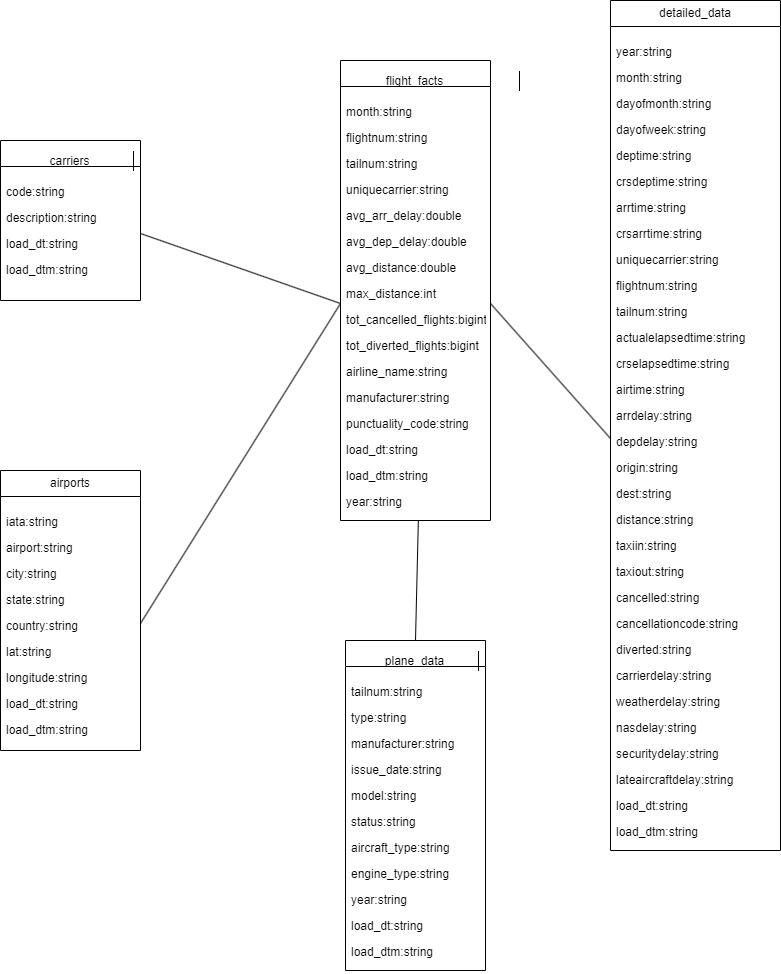 carriers
code:string
description:string
load_dt:string
load_dtm:string
airports
iata:string
airport:string
city:string
state:string
country:string
lat:string
longitude:string
load_dt:string
load_dtm:string
flight_facts
month:string
flightnum:string
tailnum:string
uniquecarrier:string
avg_arr_delay:double
avg_dep_delay:double
avg_distance:double
max_distance:int
tot_cancelled_flights:bigint
tot_diverted_flights:bigint
airline_name:string
manufacturer:string
punctuality_code:string
load_dt:string
load_dtm:string
year:string
plane_data
tailnum:string
type:string
manufacturer:string
issue_date:string
model:string
status:string
aircraft_type:string
engine_type:string
year:string
load_dt:string
load_dtm:string
detailed_data
year:string
month:string
dayofmonth:string
dayofweek:string
deptime:string
crsdeptime:string
arrtime:string
crsarrtime:string
uniquecarrier:string
flightnum:string
tailnum:string
actualelapsedtime:string
crselapsedtime:string
airtime:string
arrdelay:string
depdelay:string
origin:string
dest:string
distance:string
taxiin:string
taxiout:string
cancelled:string
cancellationcode:string
diverted:string
carrierdelay:string
weatherdelay:string
nasdelay:string
securitydelay:string
lateaircraftdelay:string
load_dt:string
load_dtm:string